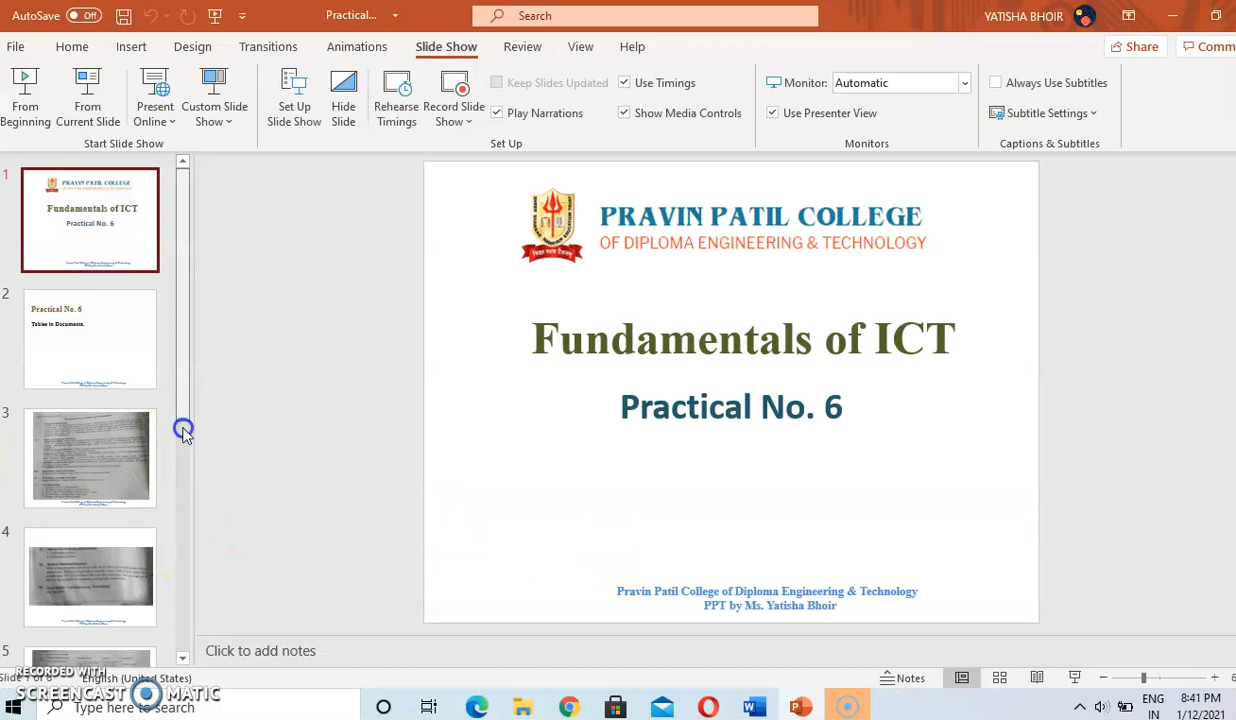 AutoSave Off Practical... Search YATISHA BHOIR
File Home Insert Design Transitions Animations Slide Show Review View Help Share Comm
From Beginning
From Current Slide
Present Online
Custom Slide Show
Set Up Slide Show
Hide Slide
Rehearse Timings
Record Slide Show
Keep Slides Updated
Play Narrations
Use Timings
Show Media Controls
Monitor: Automatic
Use Presenter View
Always Use Subtitles
Subtitle Settings
Start Slide Show Set Up Monitors Captions & Subtitles
1
PRAVIN PATIL COLLEGE
Fundamentals of ICT
Practical No. 6
2
Practical No. 6
Tables in Documents.
3
4
5
PRAVIN PATIL COLLEGE
OF DIPLOMA ENGINEERING & TECHNOLOGY
Fundamentals of ICT
Practical No. 6
Pravin Patil College of Diploma Engineering & Technology
PPT by Ms. Yatisha Bhoir
Click to add notes
English (United States) Notes
RECORDED WITH
SCREENCAST MATIC
Type here to search
ENG
IN
8:41 PM
1/12/2021